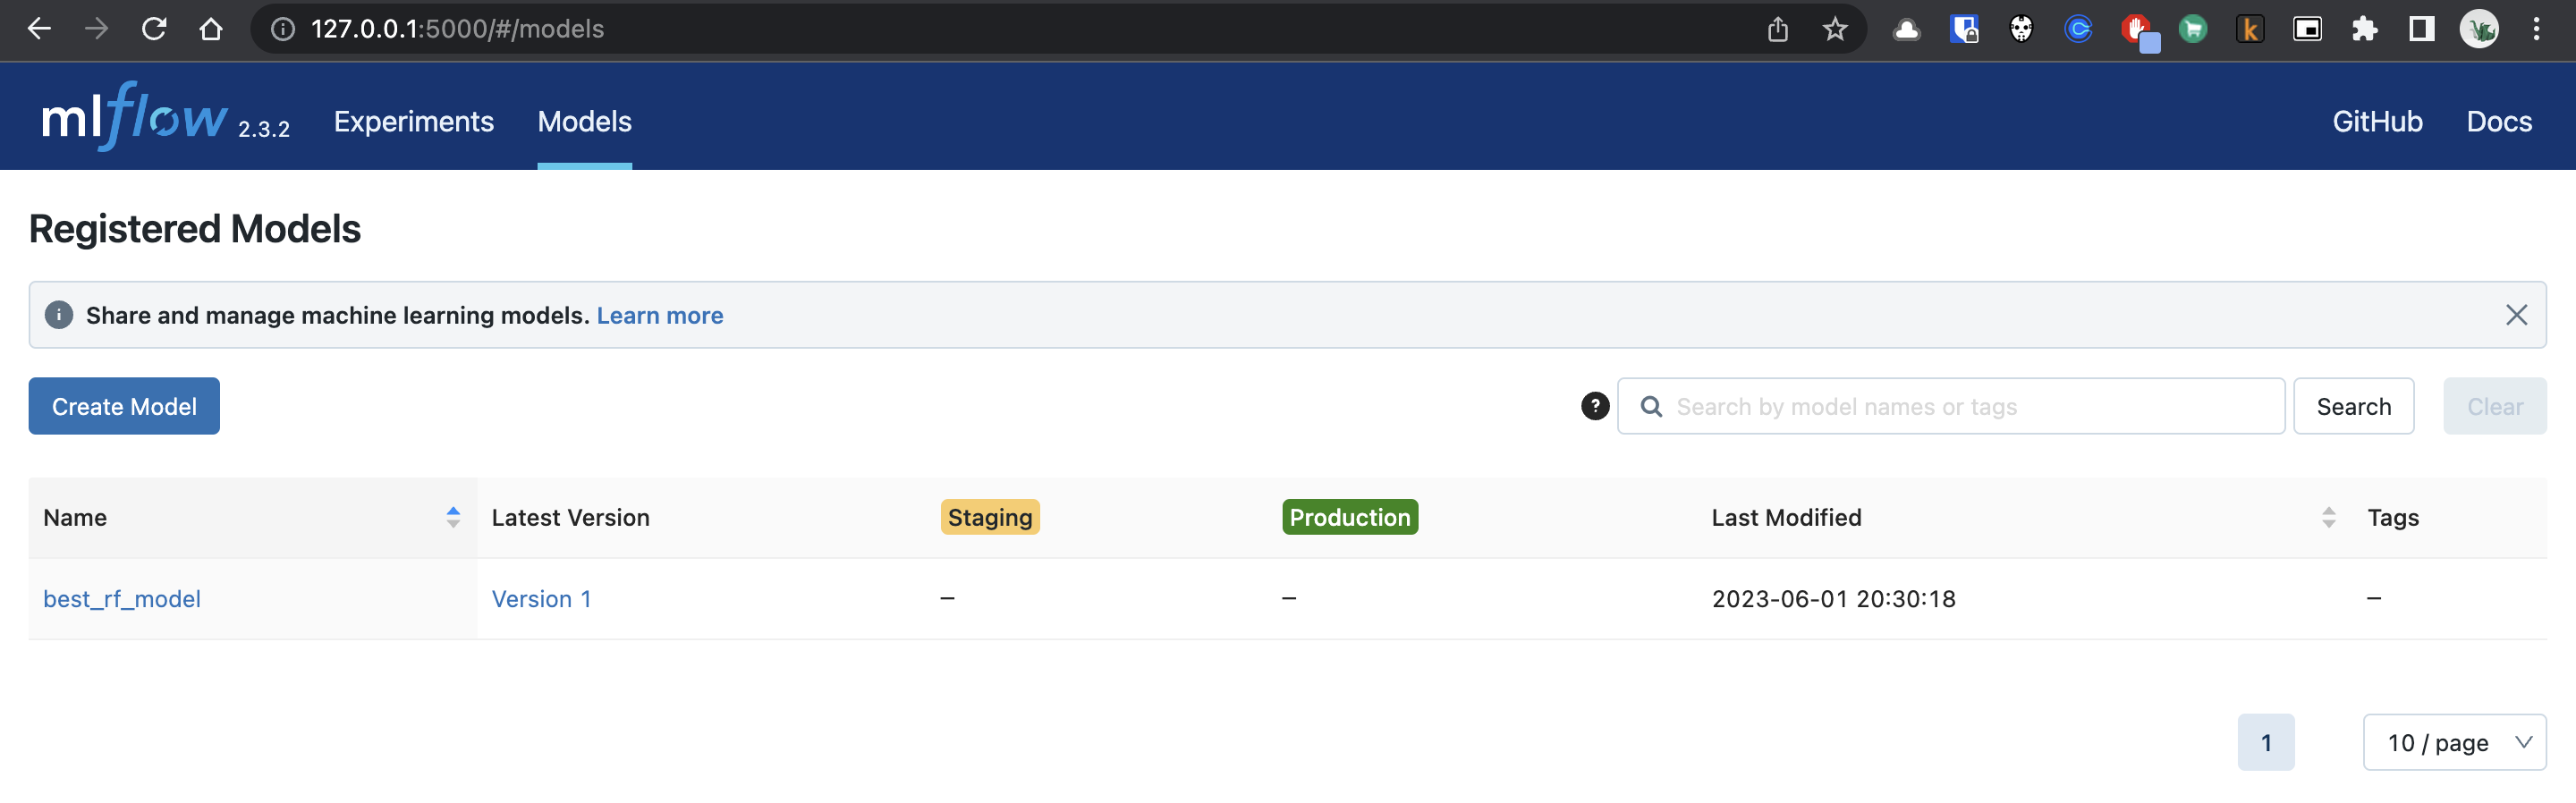 127.0.0.1:5000/#/models
mlflow 2.3.2 Experiments Models GitHub Docs
Registered Models
Share and manage machine learning models. Learn more
Create Model ? Search by model names or tags Search Clear
Name Latest Version Staging Production Last Modified Tags
best_rf_model Version 1 – – 2023-06-01 20:30:18 –
1 10 / page